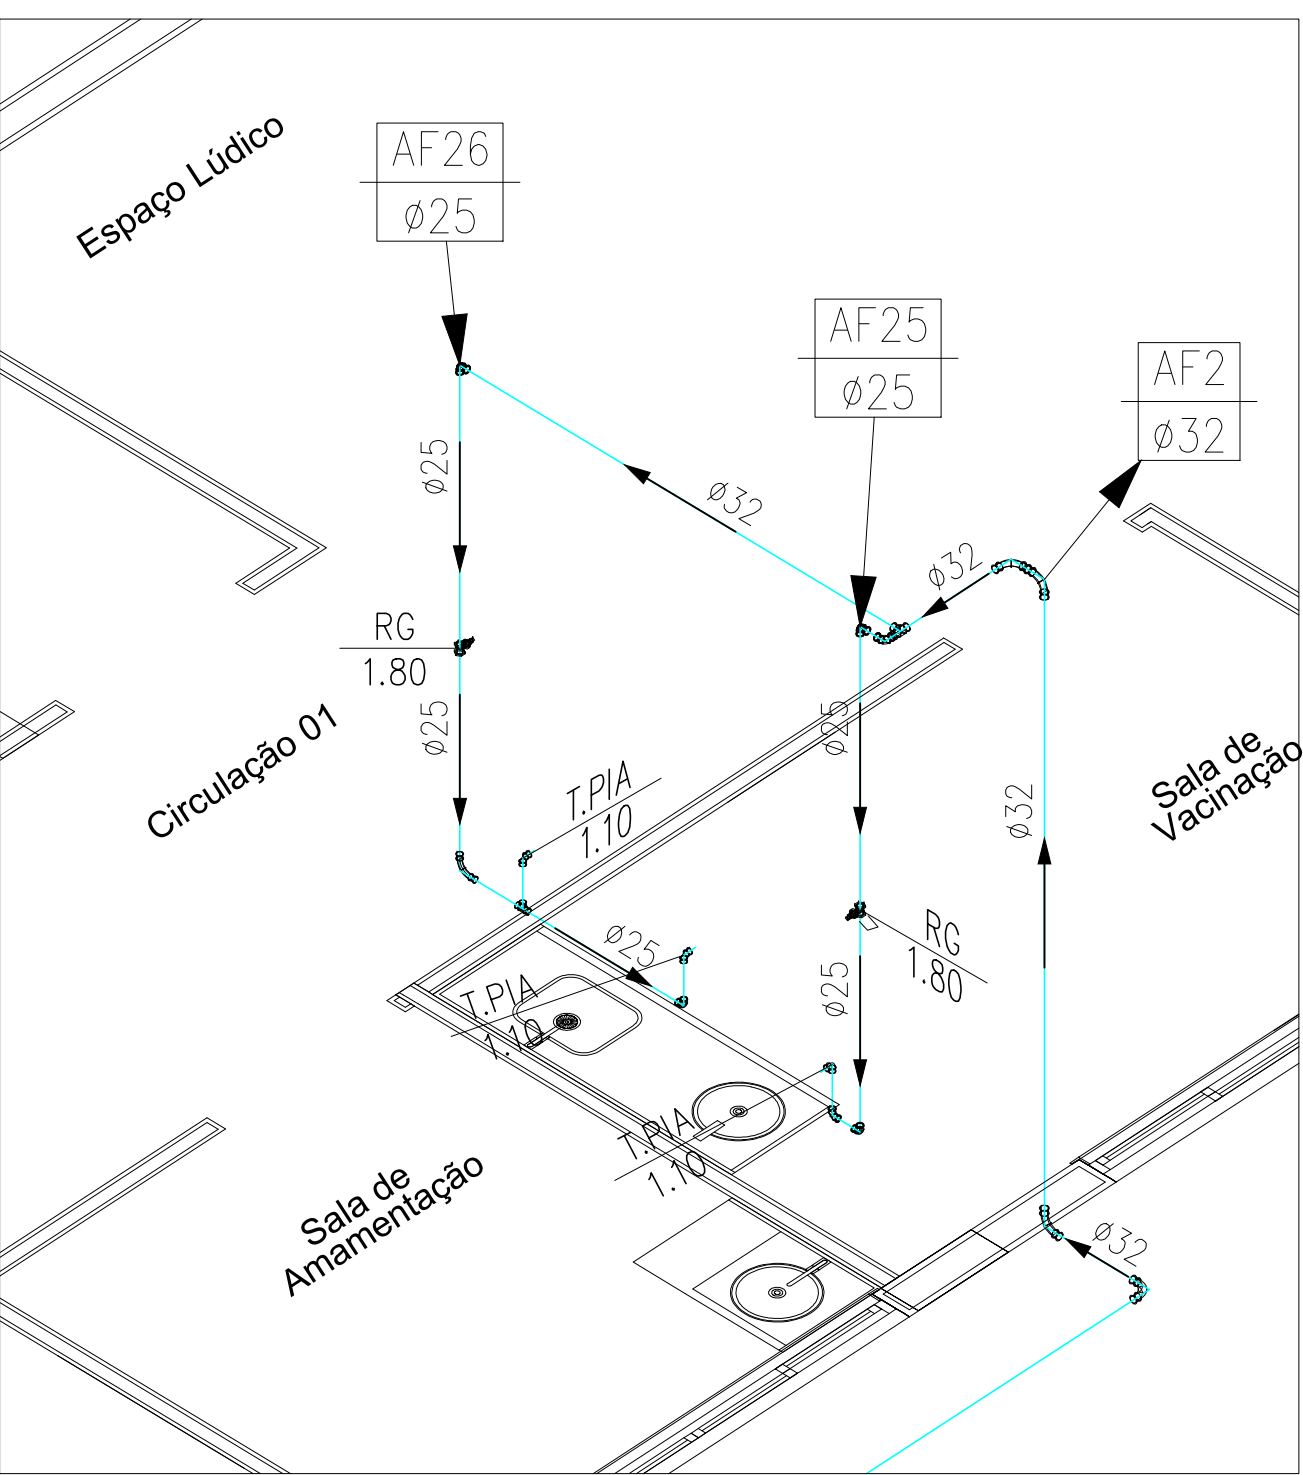 Espaço Lúdico
AF26
ø25
AF25
ø25
AF2
ø32
ø25
ø32
ø32
RG
1.80
ø25
ø25
Circulação 01
T.PIA
1.10
Sala de
Vacinação
ø32
ø25
RG
1.80
T.PIA
1.10
ø25
T.PIA
1.10
Sala de
Amamentação
ø32